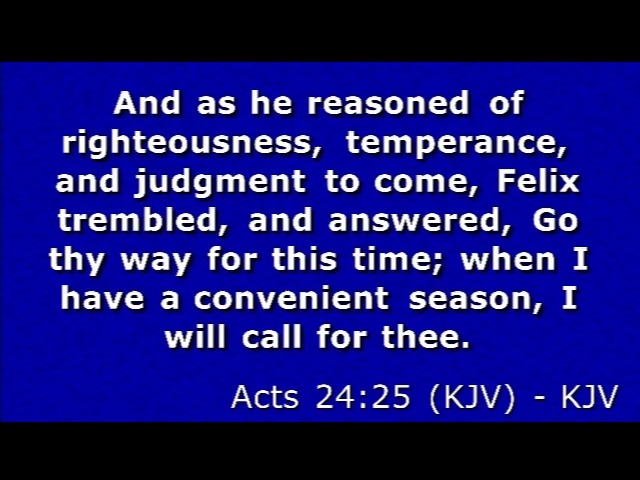 And as he reasoned of
righteousness, temperance,
and judgment to come, Felix
trembled, and answered, Go
thy way for this time; when I
have a convenient season, I
will call for thee.
Acts 24:25 (KJV) - KJV